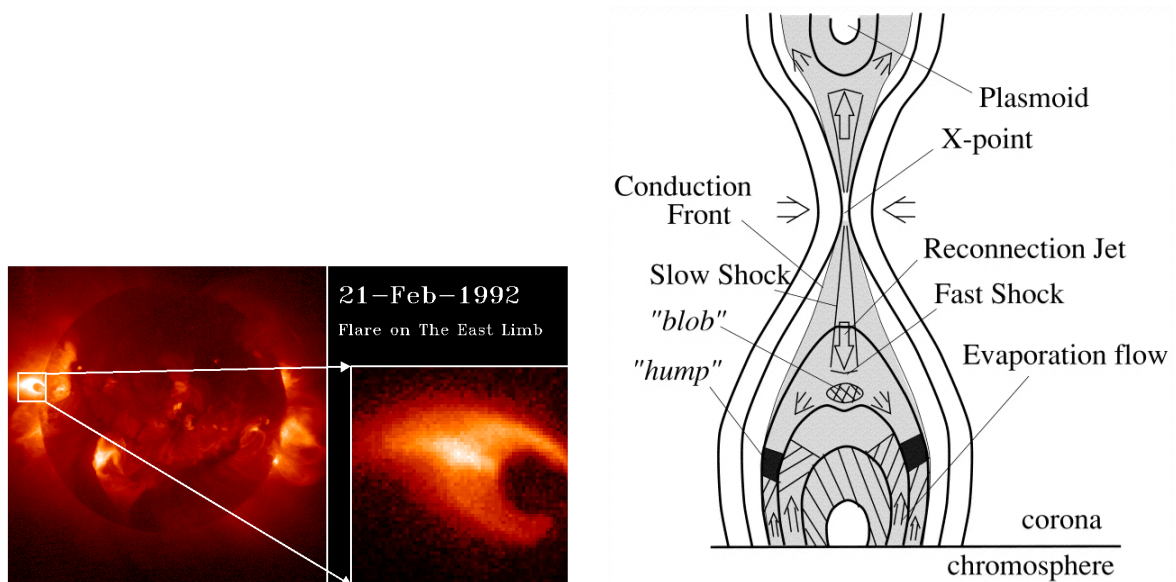 21-Feb-1992
Flare on The East Limb
Plasmoid
X-point
Conduction
Front
Reconnection Jet
Slow Shock
Fast Shock
"blob"
Evaporation flow
"hump"
corona
chromosphere